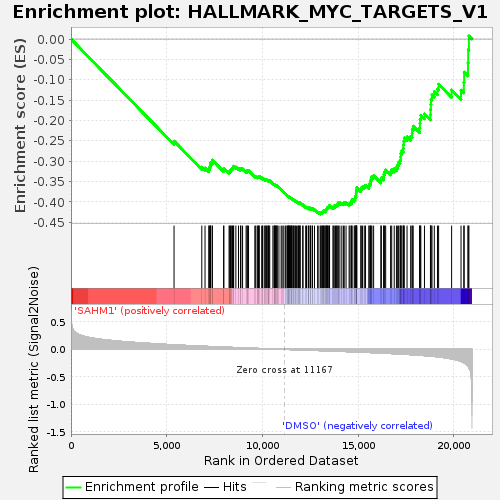 Enrichment plot: HALLMARK_MYC_TARGETS_V1
Enrichment score (ES)
0.00
-0.05
-0.10
-0.15
-0.20
-0.25
-0.30
-0.35
-0.40
-0.45
Ranked list metric (Signal2Noise)
'SAHM1' (positively correlated)
0.5
0.0
-0.5
-1.0
-1.5
Zero cross at 11167
'DMSO' (negatively correlated)
0
5,000
10,000
15,000
20,000
Rank in Ordered Dataset
Enrichment profile
Hits
Ranking metric scores